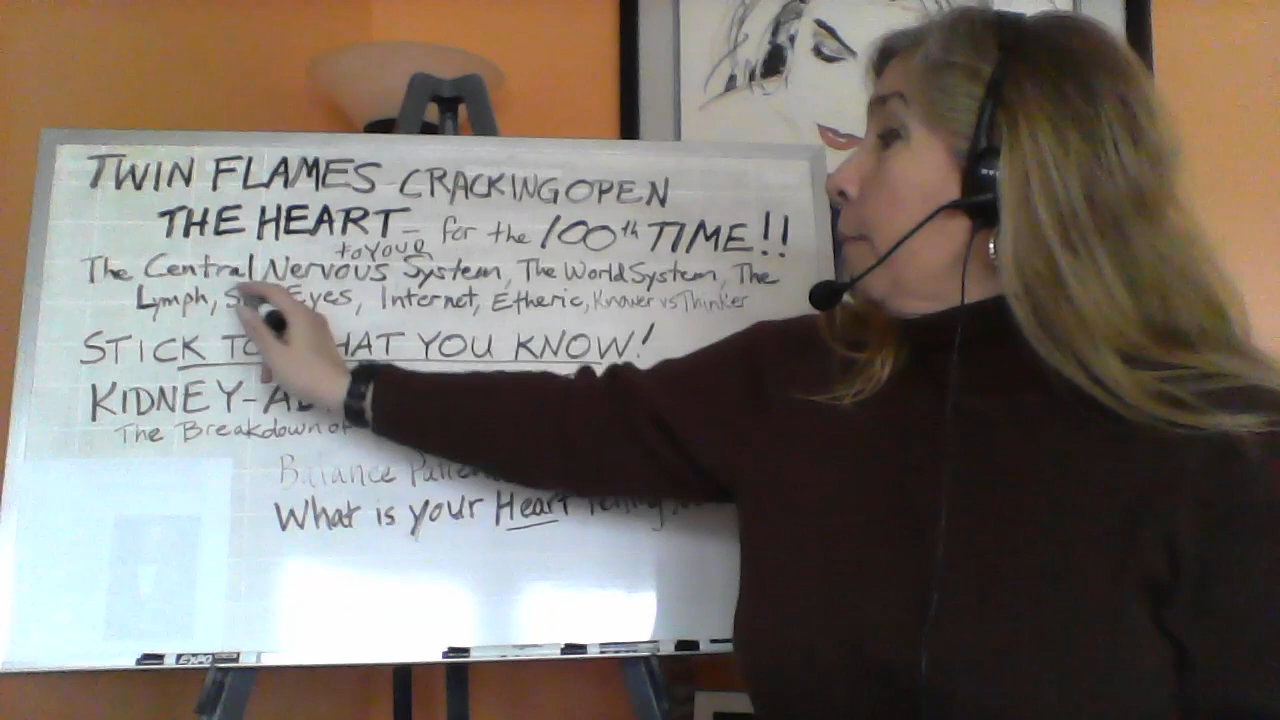 TWIN FLAMES CRACKING OPEN
THE HEART - for the 100th TIME!!
to your
The Central Nervous System, The World System, The
Lymph, Eyes, Internet, Etheric, Knower vs Thinker
STICK TO WHAT YOU KNOW!
KIDNEY-
The Breakdown of
Balance
What is your Heart Telling
EXPO